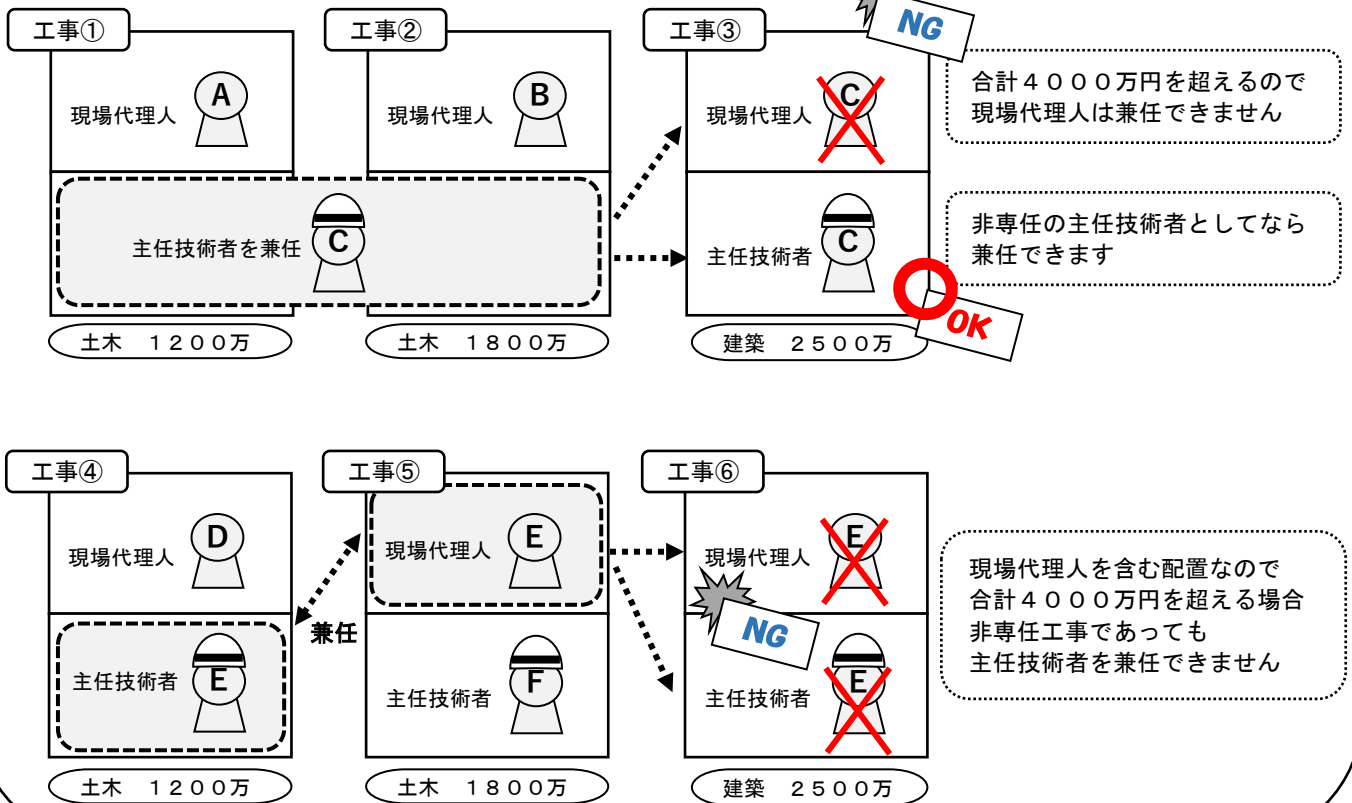 工事①
工事②
工事③
NG
現場代理人
A
現場代理人
B
現場代理人
C
合計４０００万円を超えるので
現場代理人は兼任できません
主任技術者を兼任
C
主任技術者
C
非専任の主任技術者としてなら
兼任できます
OK
土木　１２００万
土木　１８００万
建築　２５００万
工事④
工事⑤
工事⑥
現場代理人
D
現場代理人
E
現場代理人
E
兼任
NG
主任技術者
E
主任技術者
F
主任技術者
E
現場代理人を含む配置なので
合計４０００万円を超える場合
非専任工事であっても
主任技術者を兼任できません
土木　１２００万
土木　１８００万
建築　２５００万